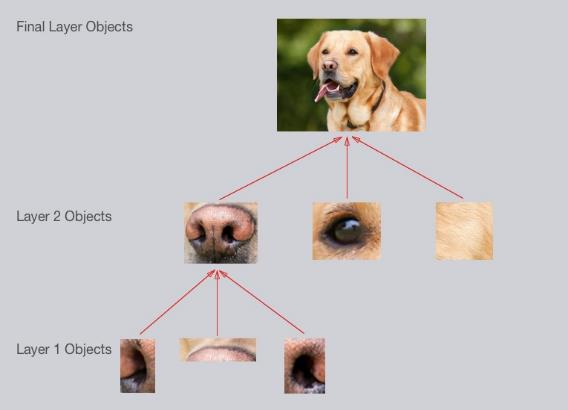 Final Layer Objects
Layer 2 Objects
Layer 1 Objects